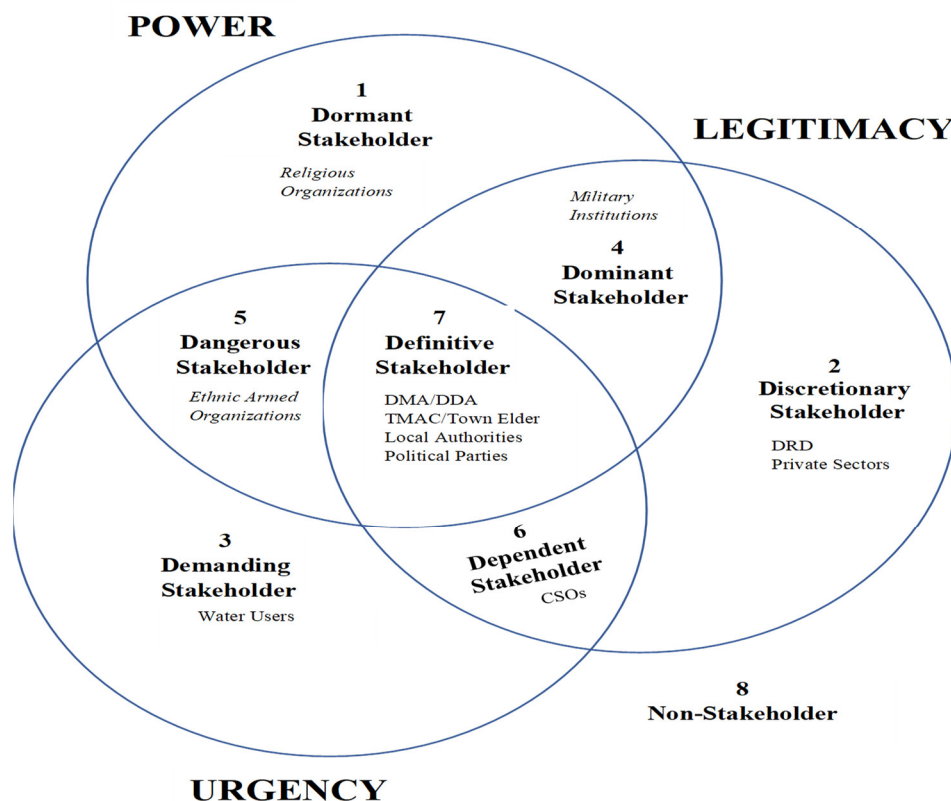 POWER
1
Dormant
Stakeholder
Religious
Organizations
LEGITIMACY
Military
Institutions
4
Dominant
Stakeholder
5
Dangerous
Stakeholder
Ethnic Armed
Organizations
7
Definitive
Stakeholder
DMA/DDA
TMAC/Town Elder
Local Authorities
Political Parties
2
Discretionary
Stakeholder
DRD
Private Sectors
3
Demanding
Stakeholder
Water Users
6
Dependent
Stakeholder
CSOs
8
Non-Stakeholder
URGENCY